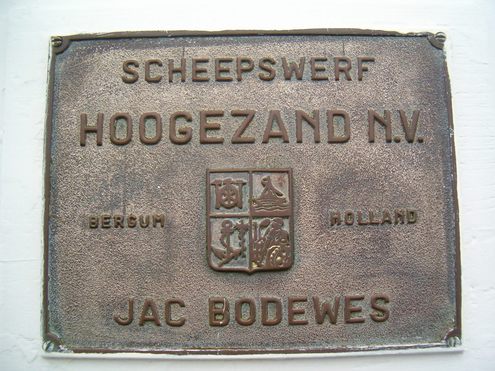 SCHEEPSWERF
HOOGEZAND N.V.
BERGUM HOLLAND
JAC BODEWES